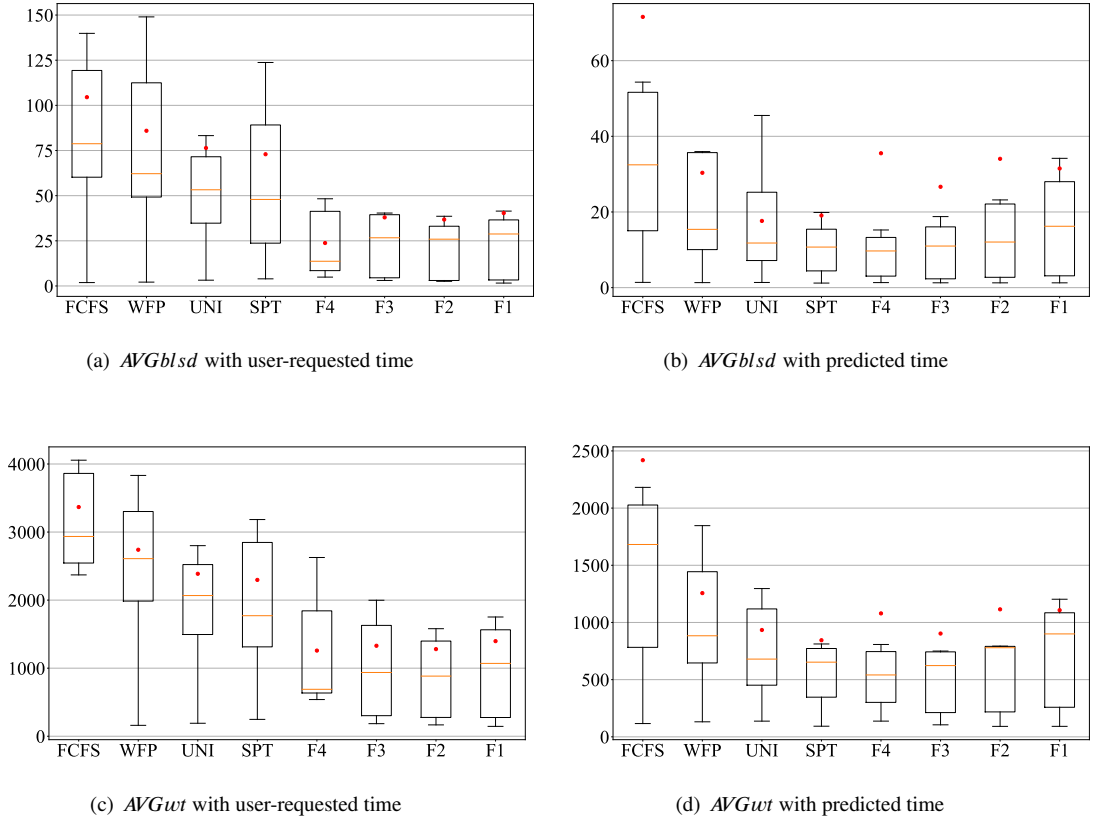 150
125
100
75
50
25
0
FCFS WFP UNI SPT F4 F3 F2 F1
(a) AVGblsd with user-requested time
60
40
20
0
FCFS WFP UNI SPT F4 F3 F2 F1
(b) AVGblsd with predicted time
4000
3000
2000
1000
0
FCFS WFP UNI SPT F4 F3 F2 F1
(c) AVGwt with user-requested time
2500
2000
1500
1000
500
0
FCFS WFP UNI SPT F4 F3 F2 F1
(d) AVGwt with predicted time